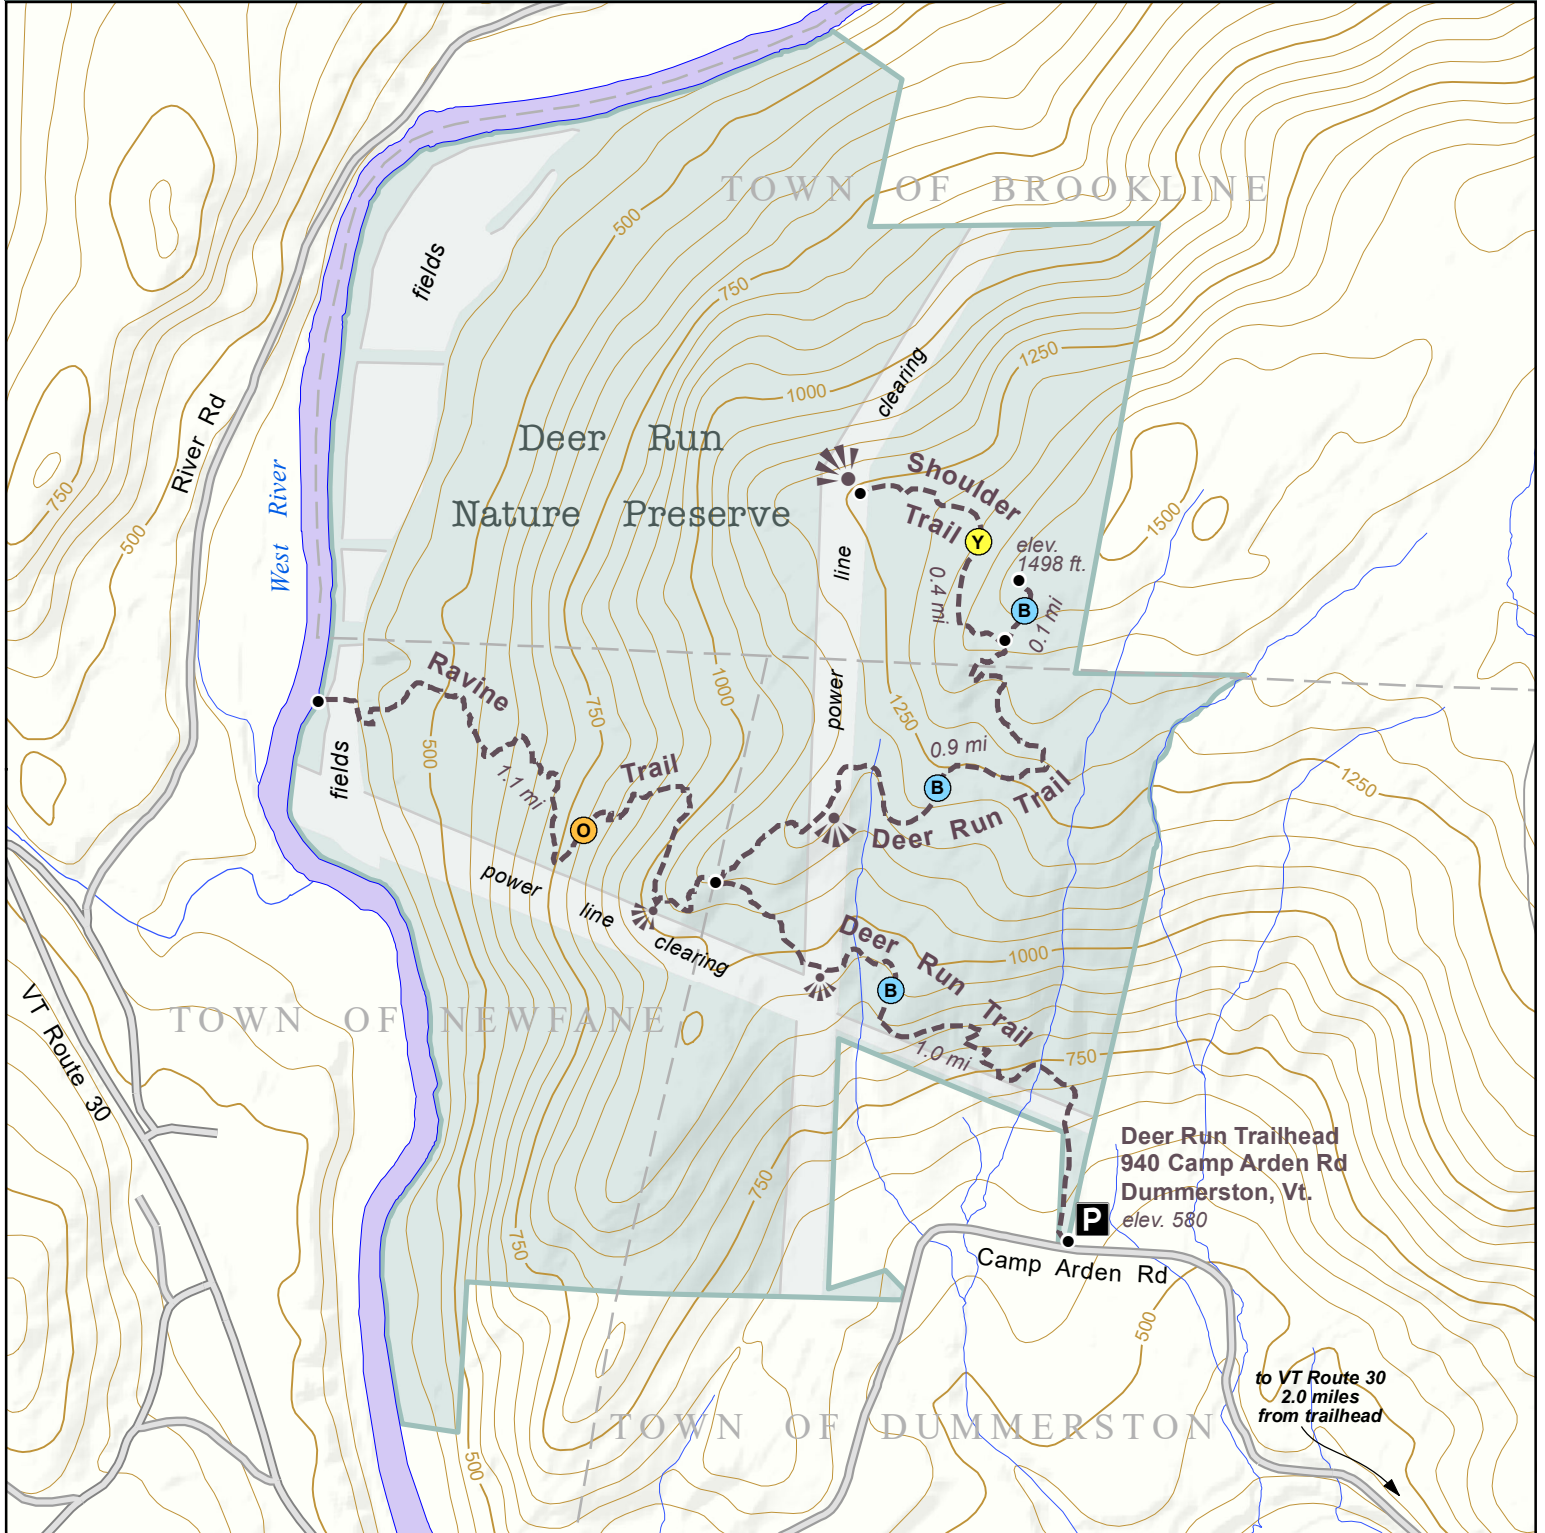 TOWN OF BROOKLINE
500
fields
750
1250
1000
clearing
River Rd
Deer Run
Shoulder
Trail
Y
West River
750
500
Nature Preserve
line
elev.
1498 ft.
1500
0.4 mi
B
0.1 mi
Ravine
1000
power
1250
750
500
0.9 mi
fields
1.1 mi
Trail
B
Deer Run Trail
1250
O
power
line
clearing
Deer Run Trail
1000
B
VT Route 30
TOWN OF NEWFANE
1.0 mi
750
Deer Run Trailhead
940 Camp Arden Rd
Dummerston, Vt.
P
elev. 580
750
750
Camp Arden Rd
500
to VT Route 30
2.0 miles
from trailhead
TOWN OF DUMMERSTON
500